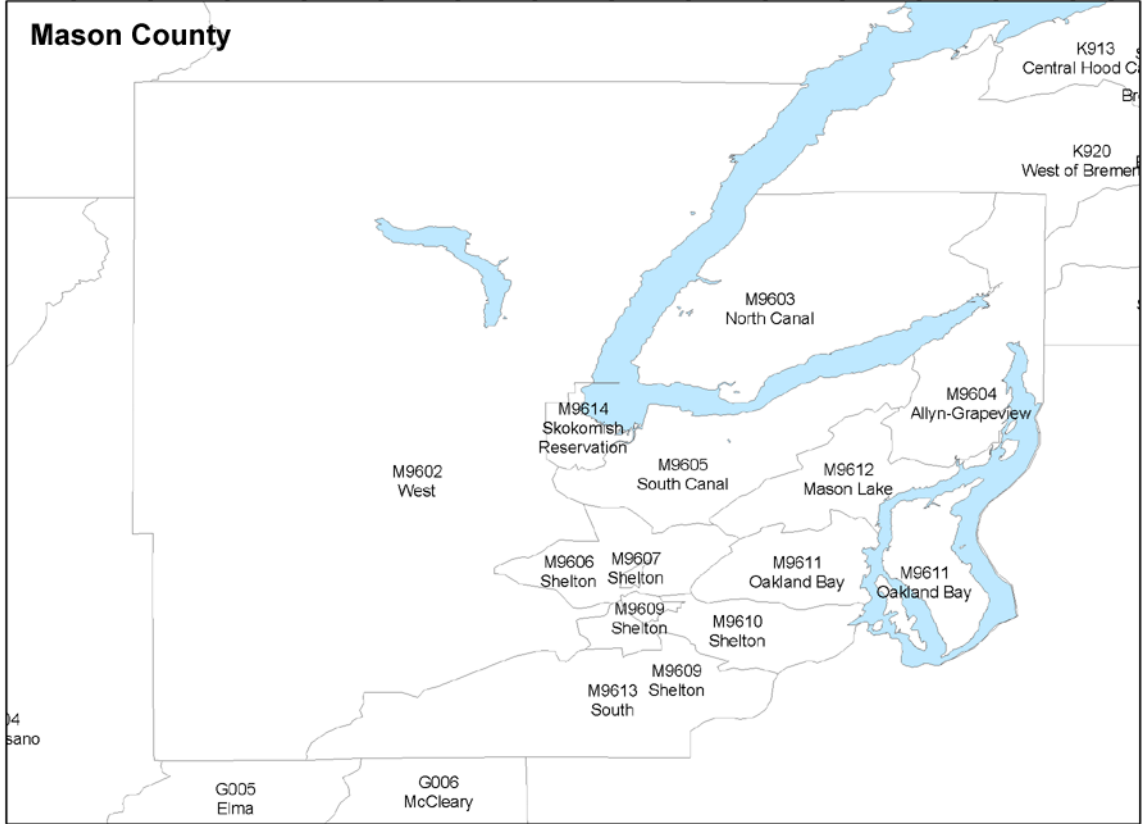 Mason County
K913
Central Hood
K920
West of
M9603
North Canal
M9604
Allyn-Grapeview
M9614
Skokomish
Reservation
M9605
South Canal
M9612
Mason Lake
M9602
West
M9606
Shelton
M9607
Shelton
M9611
Oakland Bay
M9611
Oakland Bay
M9609
Shelton
M9610
Shelton
M9609
Shelton
M9613
South
G005
Elma
G006
McCleary